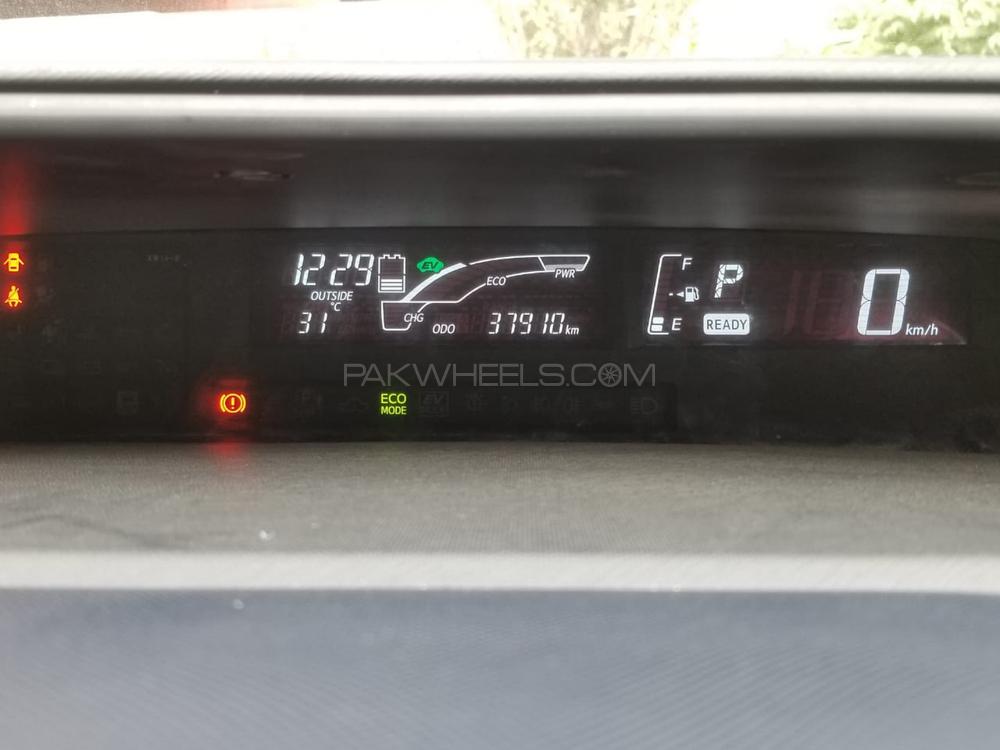 12 29
EV
PWR
ECO
OUTSIDE
°C
31
CHG
ODO
37910 km
F
E
P
READY
0 km/h
PAKWHEELS.COM
ECO
MODE